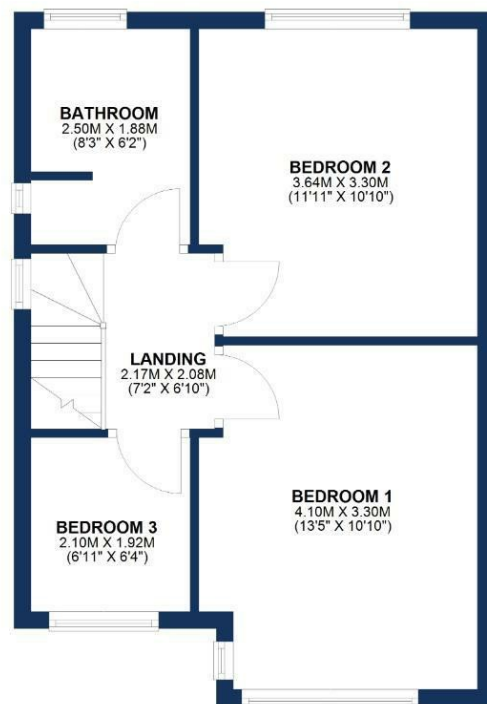 BATHROOM
2.50M X 1.88M
(8'3" X 6'2")
BEDROOM 2
3.64M X 3.30M
(11'11" X 10'10")
LANDING
2.17M X 2.08M
(7'2" X 6'10")
BEDROOM 3
2.10M X 1.92M
(6'11" X 6'4")
BEDROOM 1
4.10M X 3.30M
(13'5" X 10'10")